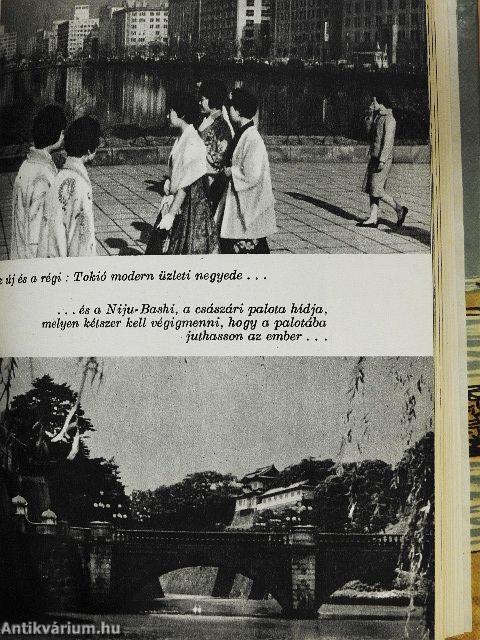 új és a régi : Tokió modern üzleti negyede . . .
. . . és a Niju-Bashi, a császári palota hídja,
melyen kétszer kell végigmenni, hogy a palotába
juthasson az ember . . .
Antikvárium.hu